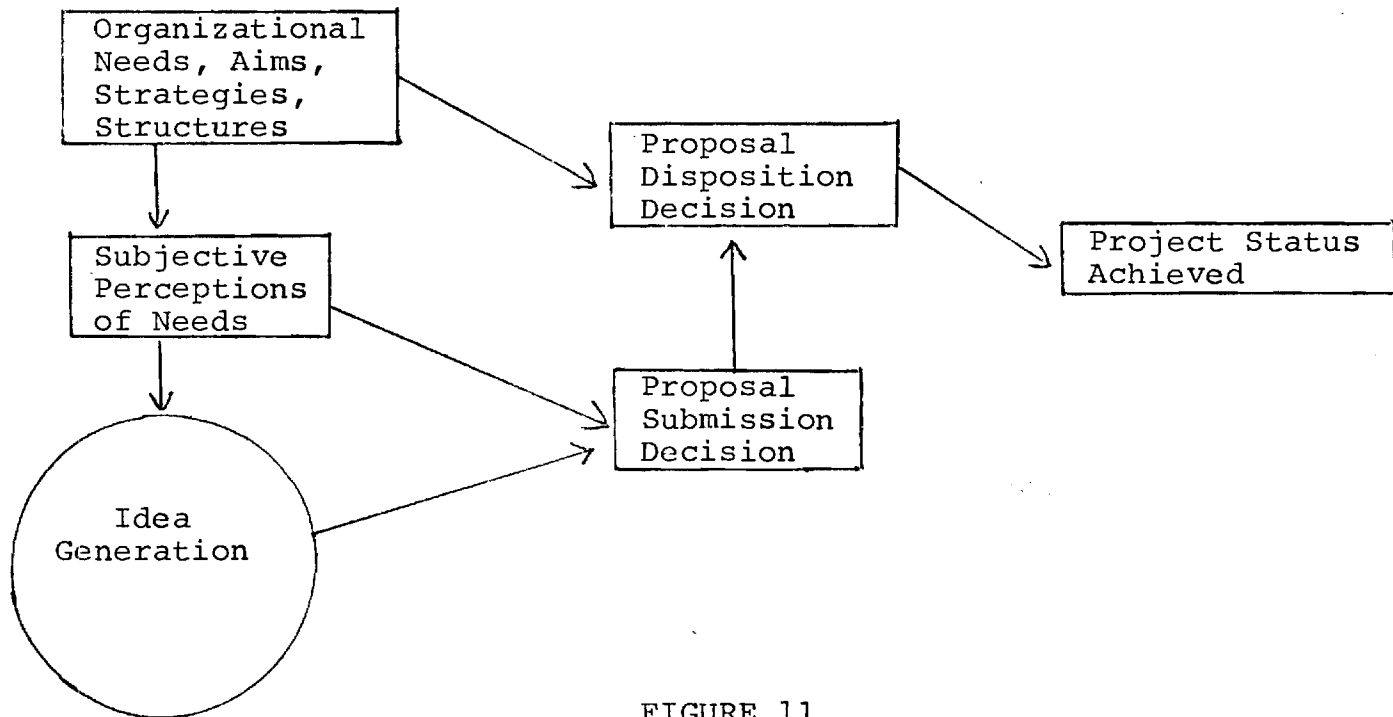 Organizational
Needs, Aims,
Strategies,
Structures
Subjective
Perceptions
of Needs
Idea
Generation
Proposal
Disposition
Decision
Proposal
Submission
Decision
Project Status
Achieved
FIGURE 11